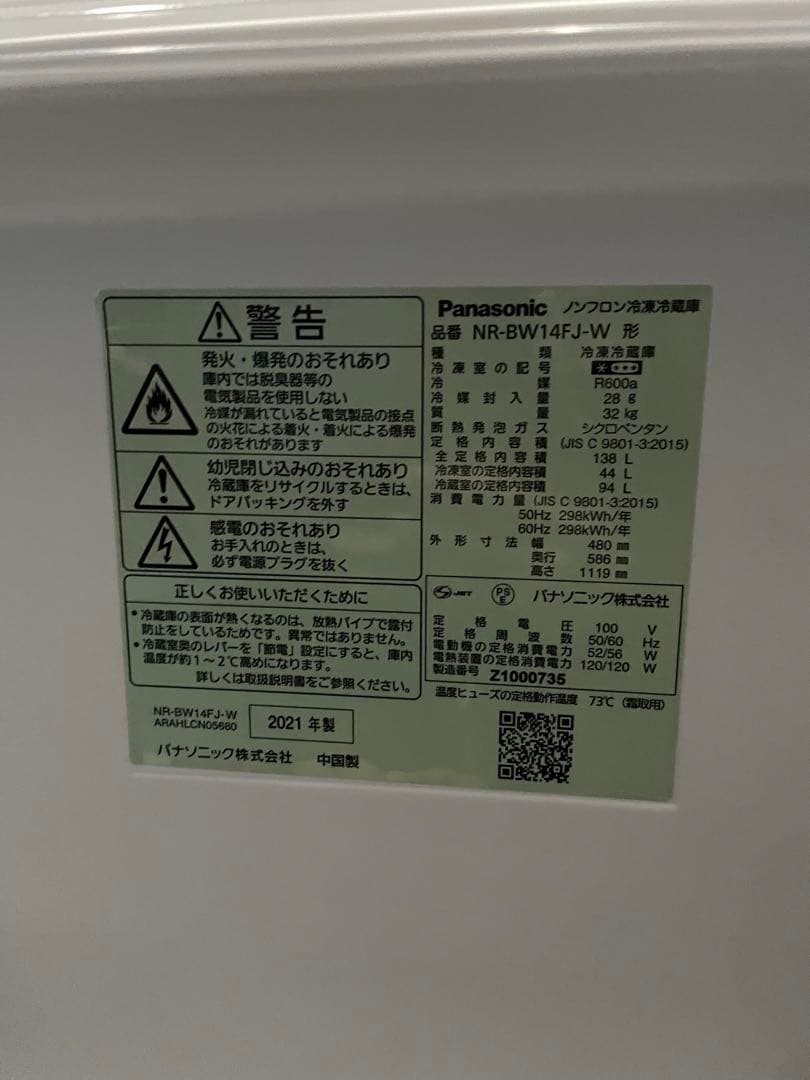 警告
発火・爆発のおそれあり
庫内では脱臭器等の
電気製品を使用しない
冷媒が漏れていると電気製品の接点
の火花による着火・着火による爆発
のおそれがあります
幼児閉じ込みのおそれあり
冷蔵庫をリサイクルするときは、
ドアパッキングを外す
感電のおそれあり
お手入れのときは、
必ず電源プラグを抜く
正しくお使いいただくために
• 冷蔵庫の表面が熱くなるのは、放熱パイプで露付
防止をしているためです。異常ではありません。
• 冷蔵室奥のレバーを「節電」設定にすると、庫内
温度が約1～2℃高めになります。
詳しくは取扱説明書をご参照ください。
NR-BW14FJ-W
ARAHLCN05680
2021 年製
パナソニック株式会社 中国製
Panasonic ノンフロン冷凍冷蔵庫
品番 NR-BW14FJ-W 形
種類 冷凍冷蔵庫
冷凍室の記号
冷媒 R600a
冷媒封入量 28 g
質量 32 kg
断熱発泡ガス シクロペンタン
定格内容積 (JIS C 9801-3:2015)
全定格内容積 138 L
冷凍室の定格内容積 44 L
冷蔵室の定格内容積 94 L
消費電力量 (JIS C 9801-3:2015)
50Hz 298kWh/年
60Hz 298kWh/年
外形寸法 幅 480 mm
奥行 586 mm
高さ 1119 mm
JET PSE パナソニック株式会社
定格電圧 100 V
定格周波数 50/60 Hz
電動機の定格消費電力 52/56 W
電熱装置の定格消費電力 120/120 W
製造番号 Z1000735
温度ヒューズの定格動作温度 73℃ (霜取用)